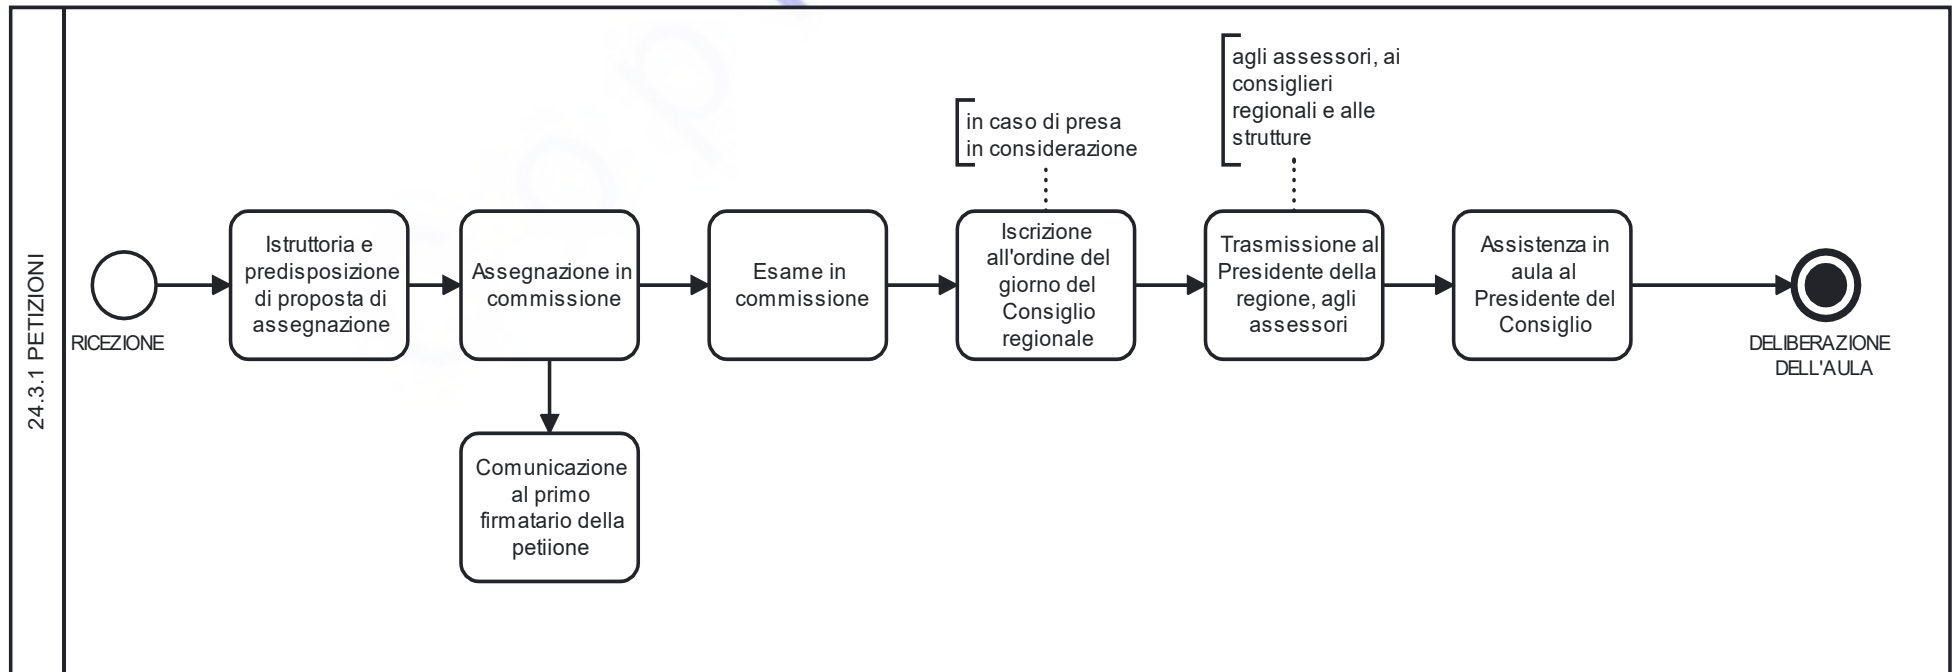 24.3.1 PETIZIONI
RICEZIONE
Istruttoria e
predisposizione
di proposta di
assegnazione
Assegnazione in
commissione
Comunicazione
al primo
firmatario della
petiione
Esame in
commissione
in caso di presa
in considerazione
Iscrizione
all'ordine del
giorno del
Consiglio
regionale
agli assessori, ai
consiglieri
regionali e alle
strutture
Trasmissione al
Presidente della
regione, agli
assessori
Assistenza in
aula al
Presidente del
Consiglio
DELIBERAZIONE
DELL'AULA